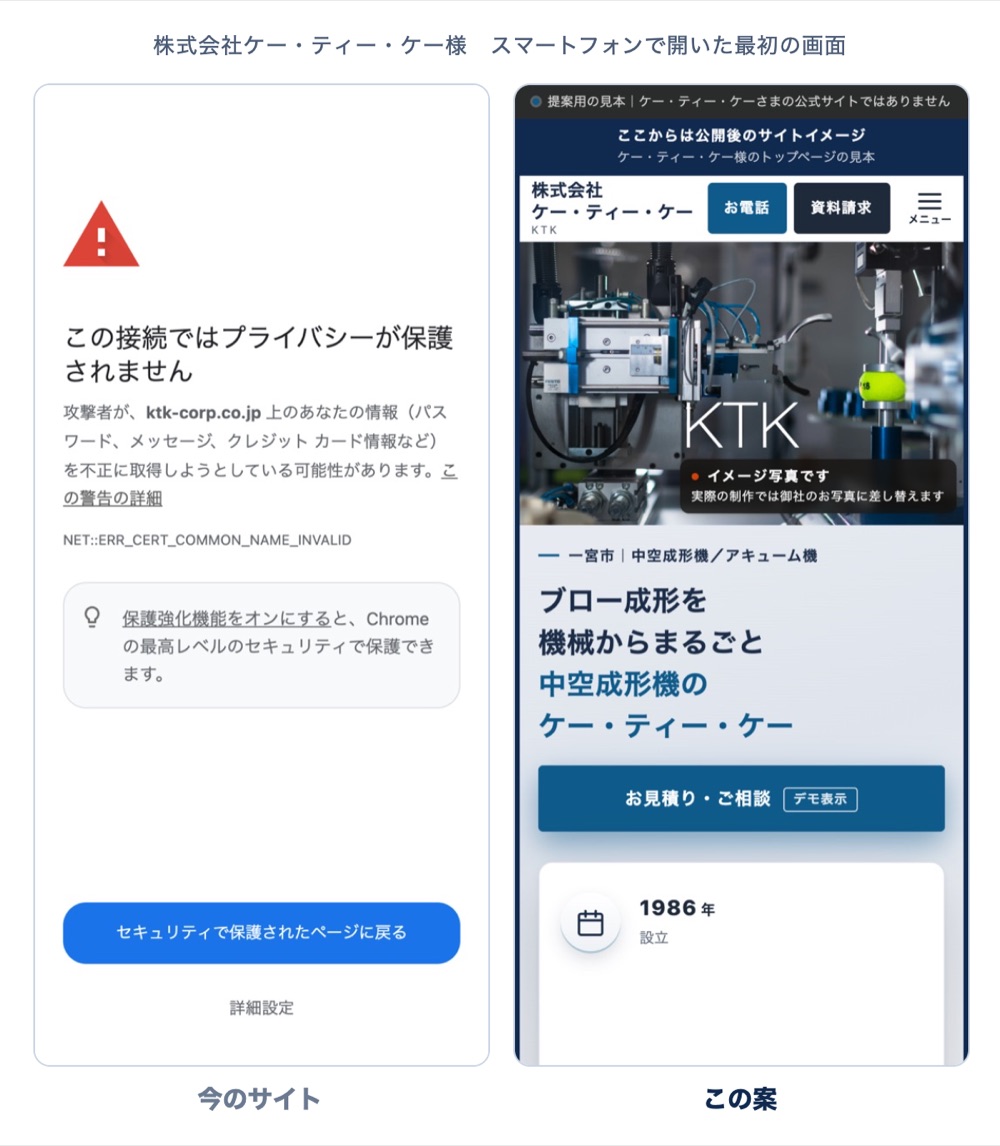 株式会社ケー・ティー・ケー様　スマートフォンで開いた最初の画面
この接続ではプライバシーが保護
されません
攻撃者が、ktk-corp.co.jp 上のあなたの情報（パス
ワード、メッセージ、クレジット カード情報など）
を不正に取得しようとしている可能性があります。こ
の警告の詳細
NET::ERR_CERT_COMMON_NAME_INVALID
保護強化機能をオンにすると、Chrome
の最高レベルのセキュリティで保護でき
ます。
セキュリティで保護されたページに戻る
詳細設定
今のサイト
提案用の見本｜ケー・ティー・ケーさまの公式サイトではありません
ここからは公開後のサイトイメージ
ケー・ティー・ケー様のトップページの見本
株式会社
ケー・ティー・ケー
KTK
お電話
資料請求
メニュー
18
KTK
イメージ写真です
実際の制作では御社のお写真に差し替えます
一宮市｜中空成形機／アキューム機
ブロー成形を
機械からまるごと
中空成形機の
ケー・ティー・ケー
お見積り・ご相談 デモ表示
1986 年
設立
この案